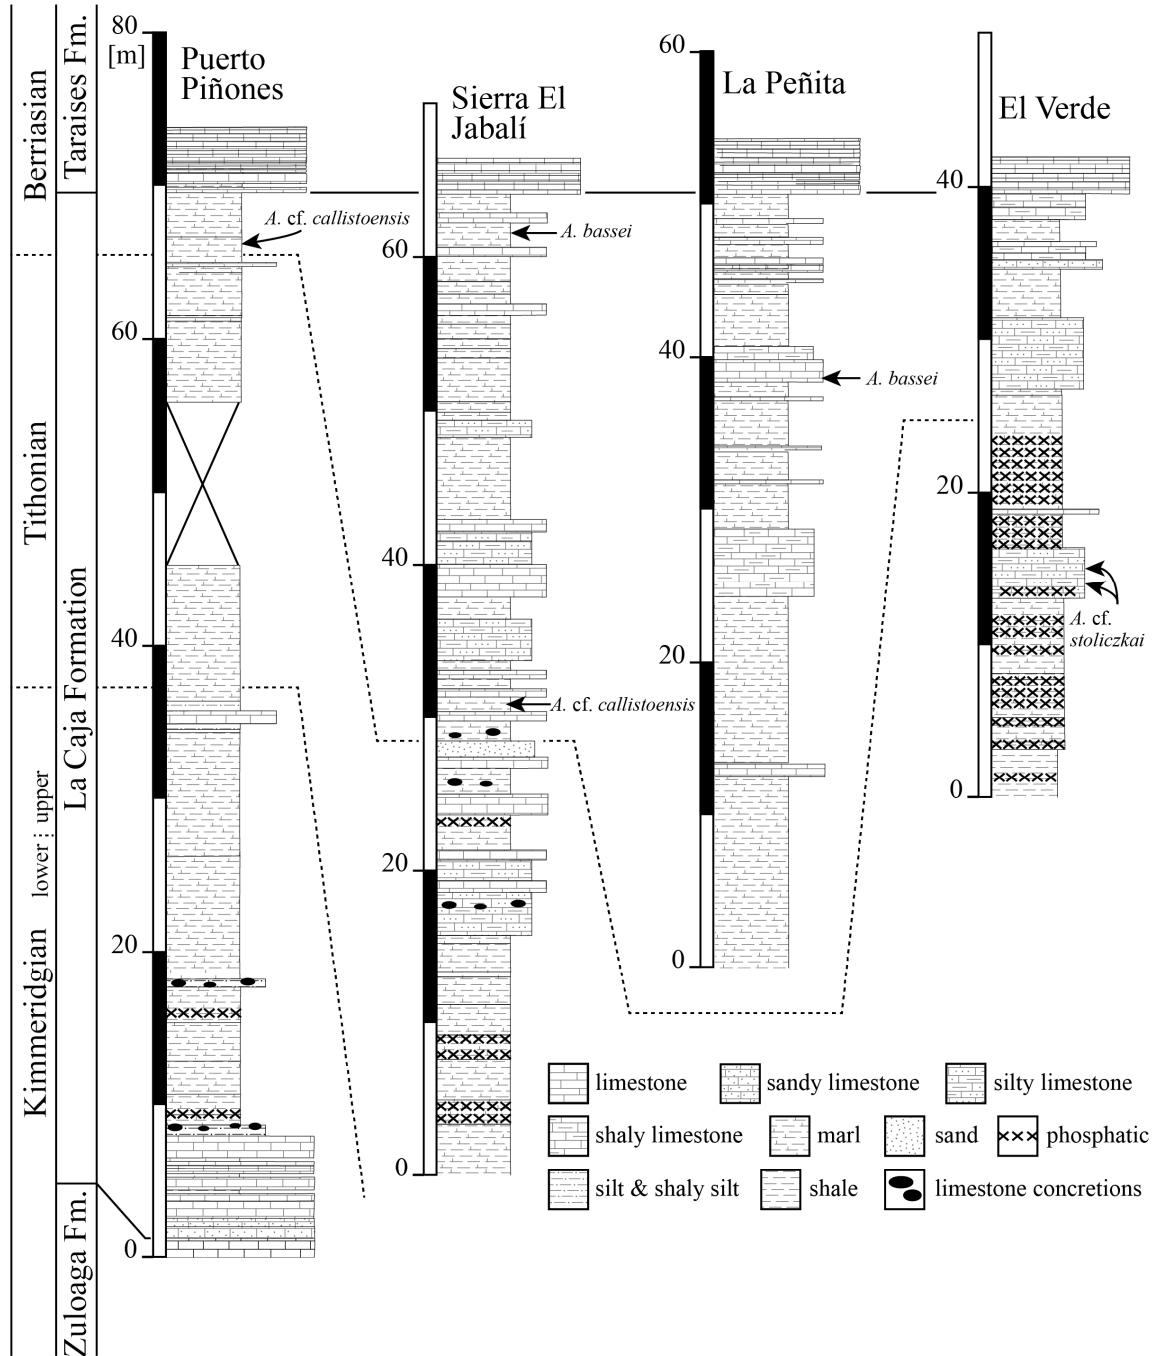 Berriasian
Tithonian
Kimmeridgian
lower
upper
Taraises Fm.
La Caja Formation
Zuloaga Fm.
80
[m]
60
40
20
0
Puerto
Piñones
A. cf. callistoensis
Sierra El
Jabalí
60
40
20
0
A. bassei
A. cf. callistoensis
La Peñita
60
40
20
0
A. bassei
El Verde
40
20
0
A. cf.
stoliczkai
limestone
sandy limestone
silty limestone
shaly limestone
marl
sand
phosphatic
silt & shaly silt
shale
limestone concretions